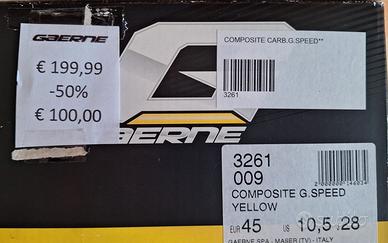 GAERNE
€ 199,99
-50%
€ 100,00
COMPOSITE CARB.G.SPEED**
3261
GAERNE
3261
009
COMPOSITE G.SPEED
YELLOW
EUR 45 US 10,5 28
GAERNE SPA - MASER (TV) - ITALY